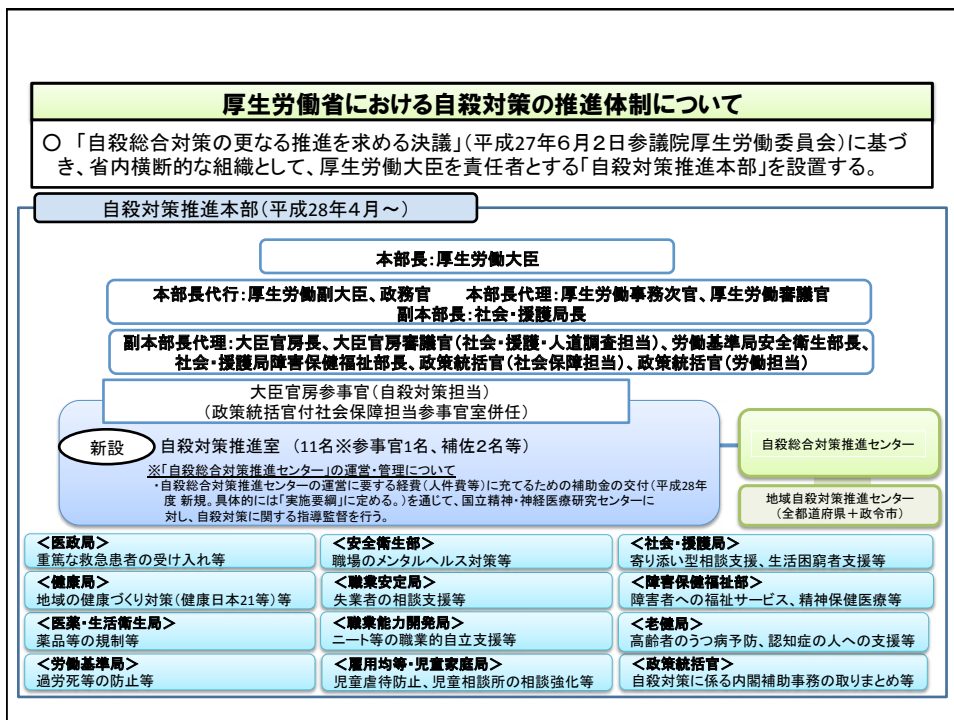 厚生労働省における自殺対策の推進体制について
○ 「自殺総合対策の更なる推進を求める決議」(平成27年6月2日参議院厚生労働委員会)に基づ
き、省内横断的な組織として、厚生労働大臣を責任者とする「自殺対策推進本部」を設置する。
自殺対策推進本部(平成28年4月~)
本部長:厚生労働大臣
本部長代行:厚生労働副大臣、政務官 本部長代理:厚生労働事務次官、厚生労働審議官
副本部長:社会・援護局長
副本部長代理:大臣官房長、大臣官房審議官(社会・援護・人道調査担当)、労働基準局安全衛生部長、
社会・援護局障害保健福祉部長、政策統括官(社会保障担当)、政策統括官(労働担当)
大臣官房参事官(自殺対策担当)
(政策統括官付社会保障担当参事官室併任)
新設
自殺対策推進室 (11名※参事官1名、補佐2名等)
※「自殺総合対策推進センター」の運営・管理について
・自殺総合対策推進センターの運営に要する経費(人件費等)に充てるための補助金の交付(平成28年
度 新規。具体的には「実施要綱」に定める。)を通じて、国立精神・神経医療研究センターに
対し、自殺対策に関する指導監督を行う。
自殺総合対策推進センター
地域自殺対策推進センター
(全都道府県+政令市)
<医政局>
重篤な救急患者の受け入れ等
<安全衛生部>
職場のメンタルヘルス対策等
<社会・援護局>
寄り添い型相談支援、生活困窮者支援等
<健康局>
地域の健康づくり対策(健康日本21等)等
<職業安定局>
失業者の相談支援等
<障害保健福祉部>
障害者への福祉サービス、精神保健医療等
<医薬・生活衛生局>
薬品等の規制等
<職業能力開発局>
ニート等の職業的自立支援等
<老健局>
高齢者のうつ病予防、認知症の人への支援等
<労働基準局>
過労死等の防止等
<雇用均等・児童家庭局>
児童虐待防止、児童相談所の相談強化等
<政策統括官>
自殺対策に係る内閣補助事務の取りまとめ等